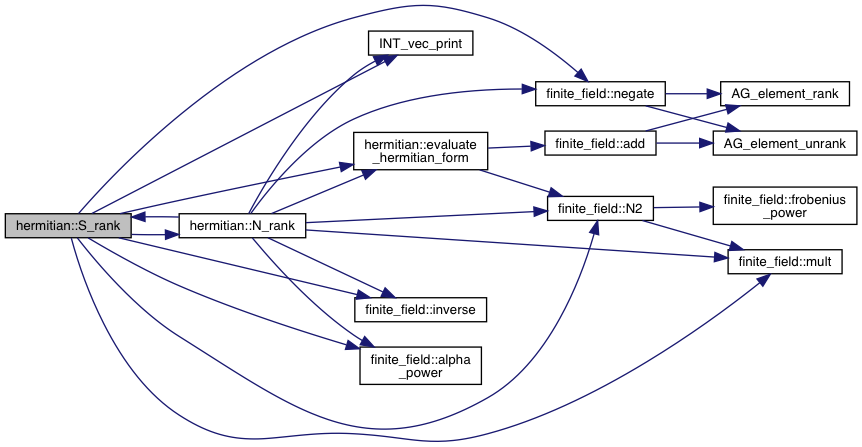 INT_vec_print
finite_field::negate
AG_element_rank
hermitian::evaluate
_hermitian_form
finite_field::add
AG_element_unrank
finite_field::N2
finite_field::frobenius
_power
hermitian::S_rank
hermitian::N_rank
finite_field::mult
finite_field::inverse
finite_field::alpha
_power